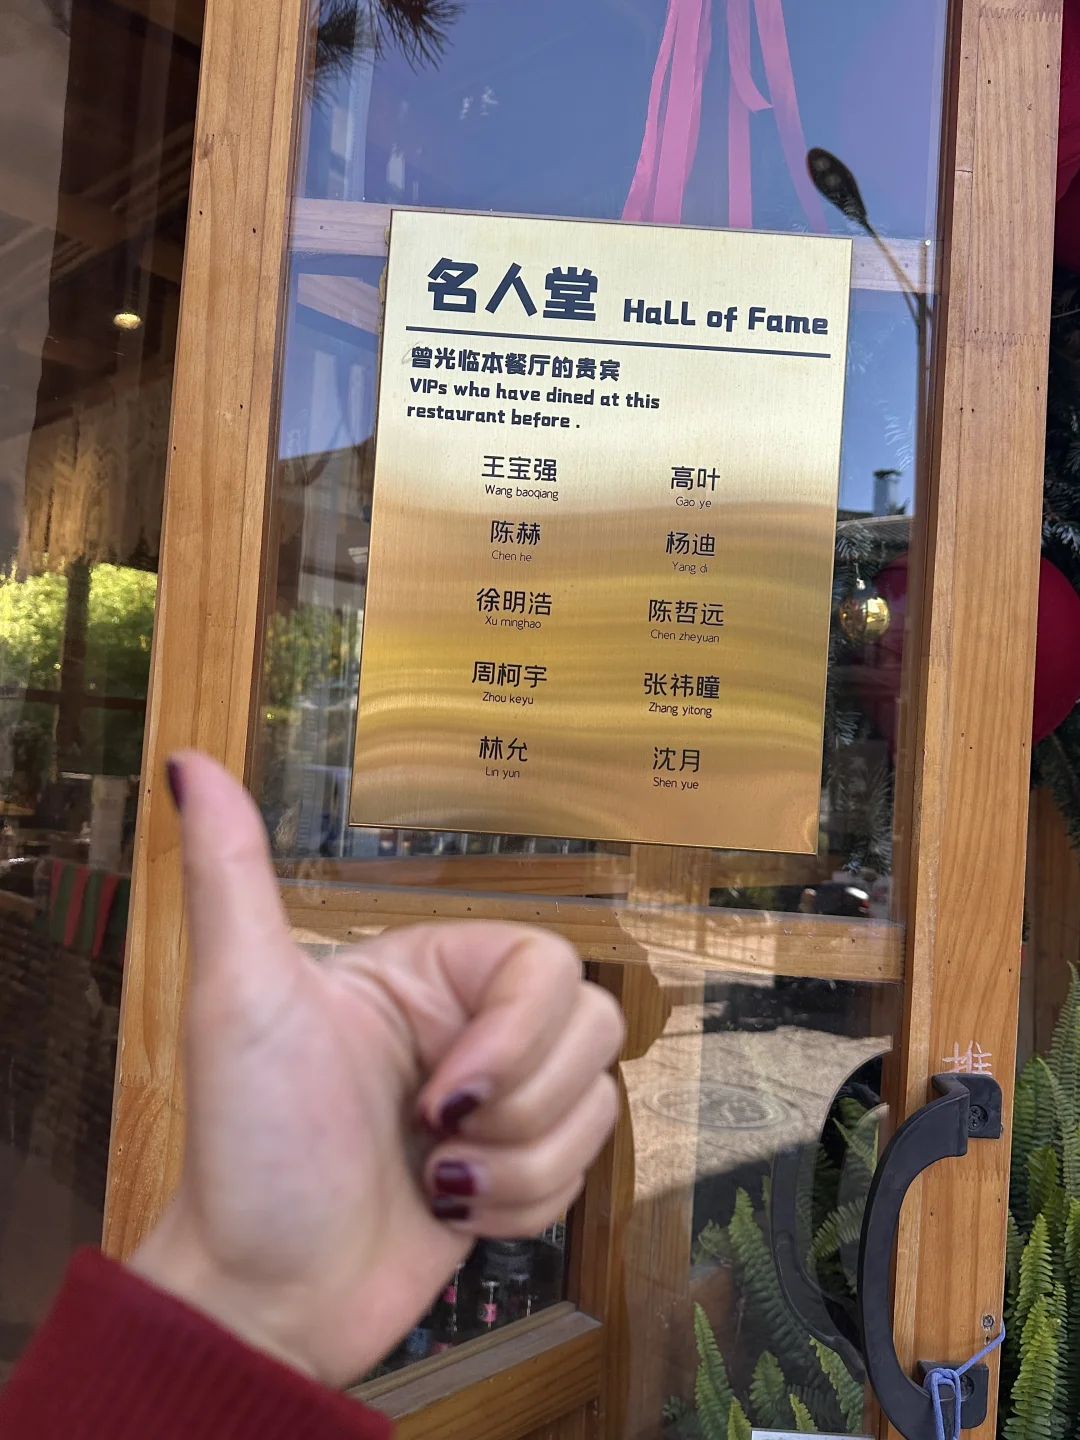 名人堂 Hall of Fame
曾光临本餐厅的贵宾
VIPs who have dined at this
restaurant before .
王宝强 高叶
Wang baoqiang Gao ye
陈赫 杨迪
Chen he Yang di
徐明浩 陈哲远
Xu minghao Chen zheyuan
周柯宇 张祎曈
Zhou keyu Zhang yitong
林允 沈月
Lin yun Shen yue
推